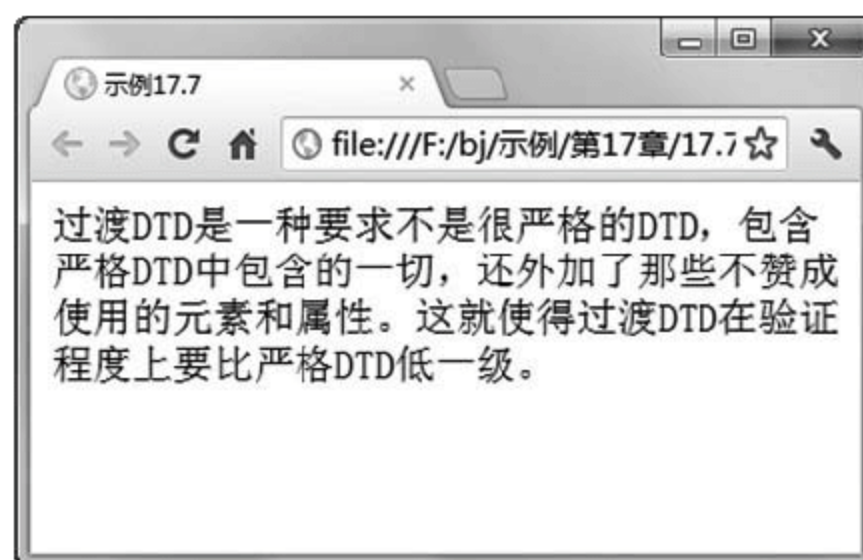 示例17.7
file:///F:/bj/示例/第17章/17.7
过渡DTD是一种要求不是很严格的DTD，包含
严格DTD中包含的一切，还外加了那些不赞成
使用的元素和属性。这就使得过渡DTD在验证
程度上要比严格DTD低一级。